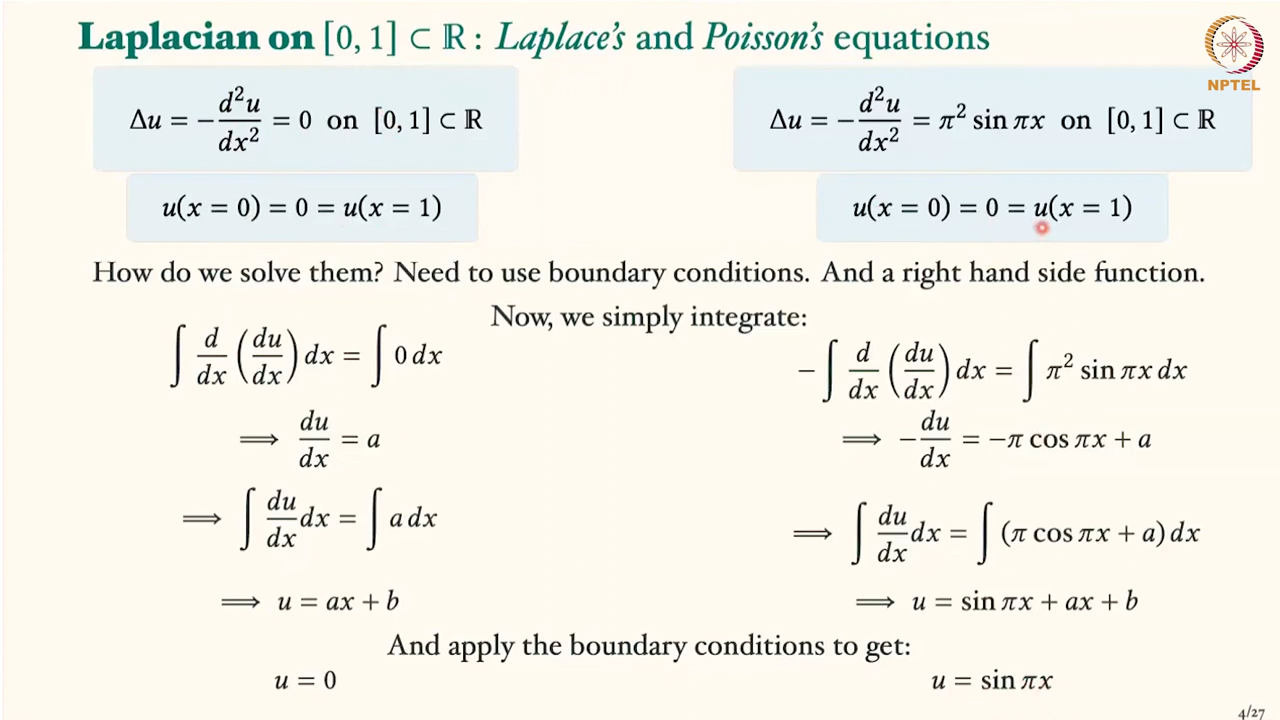 Laplacian on [0, 1] ⊂ ℝ : Laplace's and Poisson's equations
NPTEL
Δu = −d²u/dx² = 0 on [0, 1] ⊂ ℝ
u(x = 0) = 0 = u(x = 1)
Δu = −d²u/dx² = π² sin πx on [0, 1] ⊂ ℝ
u(x = 0) = 0 = u(x = 1)
How do we solve them? Need to use boundary conditions. And a right hand side function.
Now, we simply integrate:
∫ d/dx (du/dx) dx = ∫ 0 dx
⟹ du/dx = a
⟹ ∫ du/dx dx = ∫ a dx
⟹ u = ax + b
−∫ d/dx (du/dx) dx = ∫ π² sin πx dx
⟹ −du/dx = −π cos πx + a
⟹ ∫ du/dx dx = ∫ (π cos πx + a) dx
⟹ u = sin πx + ax + b
And apply the boundary conditions to get:
u = 0
u = sin πx
4/27